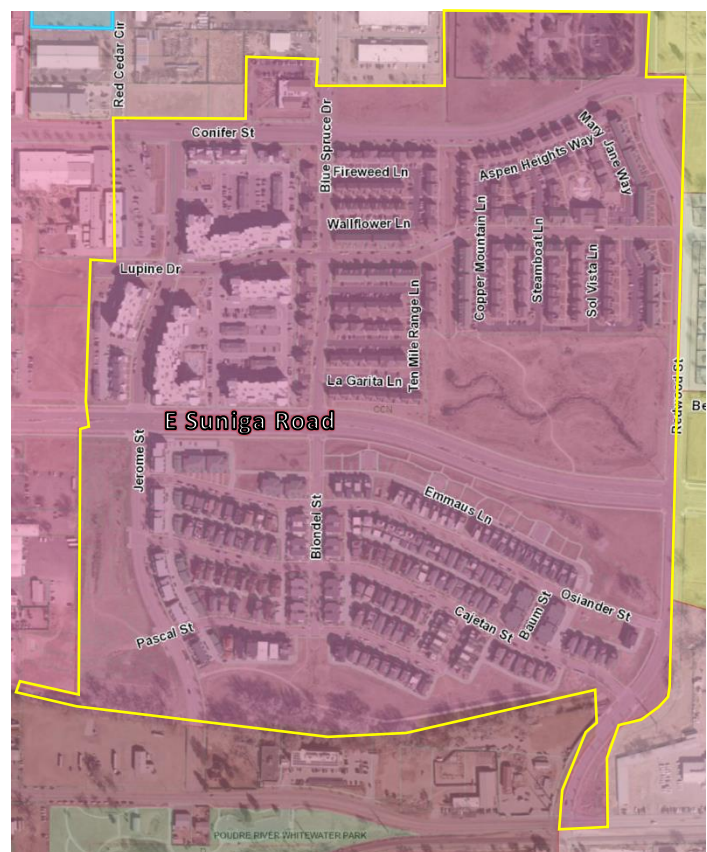 Red Cedar Cir
Conifer St
Blue Spruce Dr
Fireweed Ln
Aspen Heights Way
Mary Jane Way
Wallflower Ln
Copper Mountain Ln
Steamboat Ln
Sol Vista Ln
Lupine Dr
Ten Mile Range Ln
La Garita Ln
Redwood St
Be
E Suniga Road
Jerome St
Biondel St
Emmaus Ln
Osiander St
Baum St
Cajetan St
Pascal St
POUDRE RIVER WHITEWATER PARK